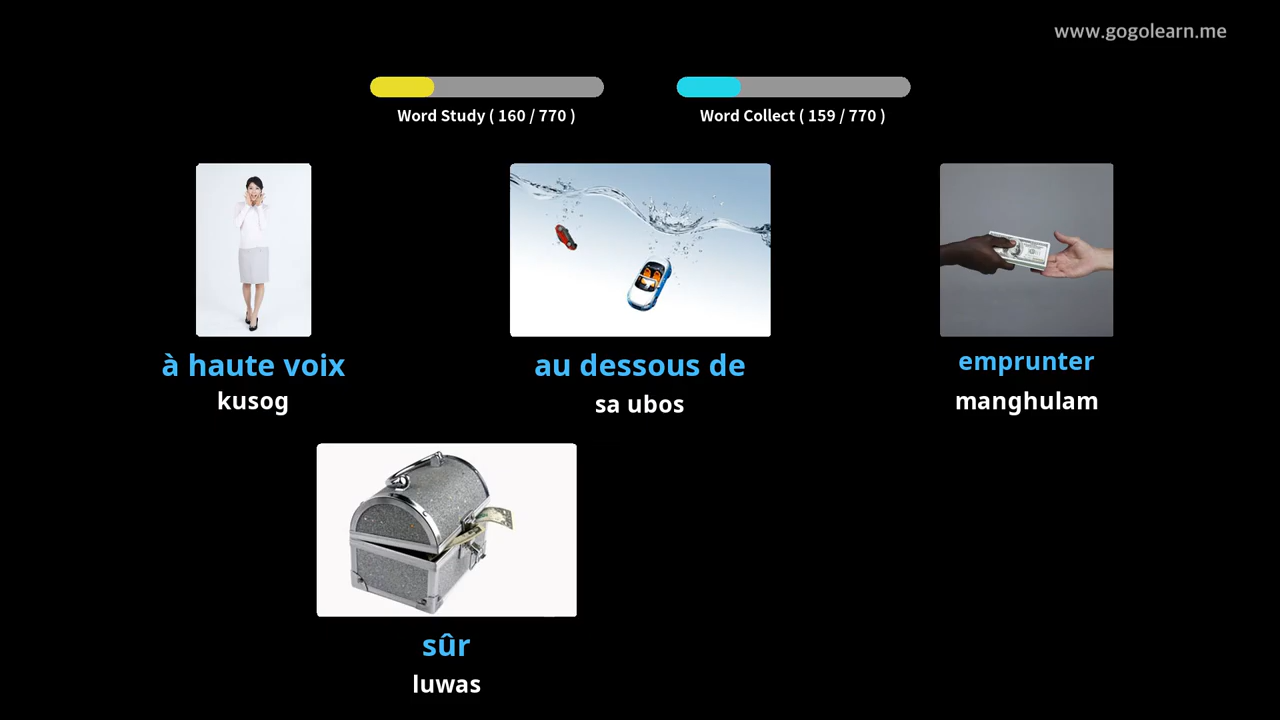 www.gogolearn.me
Word Study ( 160 / 770 )
Word Collect ( 159 / 770 )
à haute voix
kusog
au dessous de
sa ubos
emprunter
manghulam
sûr
luwas